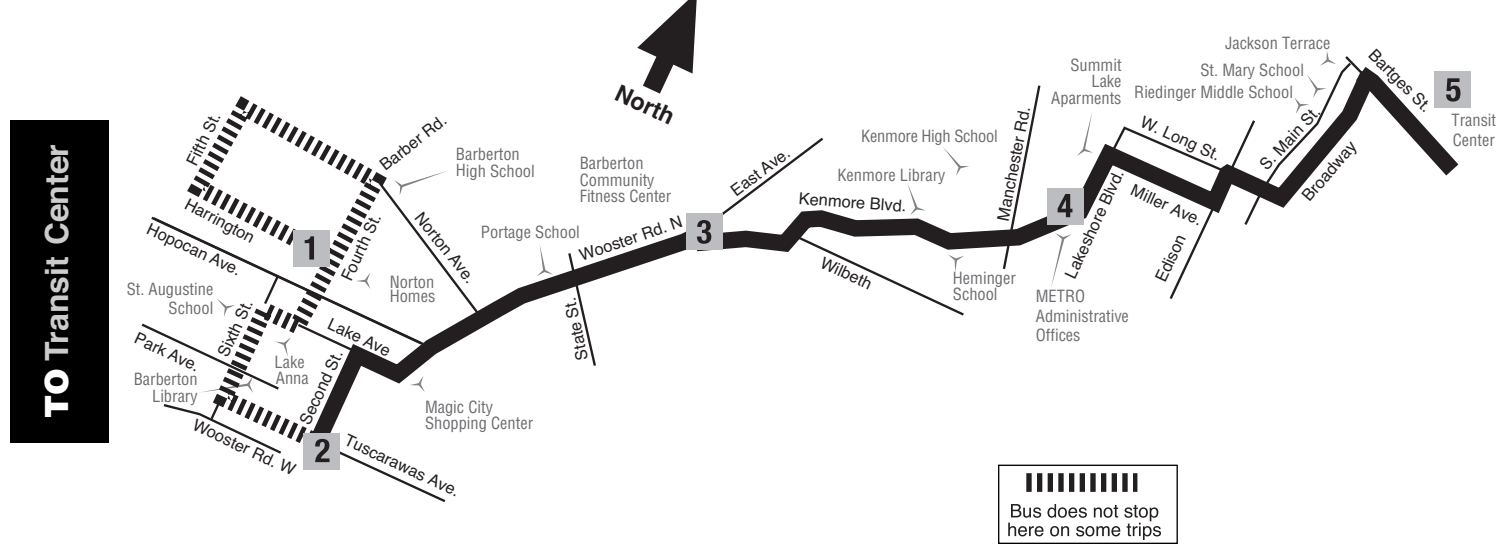 TO Transit Center
North
Fifth St.
Harrington
Hopocan Ave.
St. Augustine
School
Sixth St.
Park Ave.
Barberton
Library
Wooster Rd. W
1
Fourth St.
Barber Rd.
Barberton
High School
Norton
Homes
Norton Ave.
Lake Ave
Lake
Anna
Second St.
2
Tuscarawas Ave.
Magic City
Shopping Center
Portage School
State St.
Barberton
Community
Fitness Center
Wooster Rd. N
3
East Ave.
Kenmore High School
Kenmore Library
Kenmore Blvd.
Wilbeth
Heminger
School
Manchester Rd.
4
METRO
Administrative
Offices
Summit
Lake
Aparments
Lakeshore Blvd.
W. Long St.
Miller Ave.
Edison
Jackson Terrace
St. Mary School
Riedinger Middle School
S. Main St.
Broadway
Bartges St.
5
Transit
Center
Bus does not stop
here on some trips